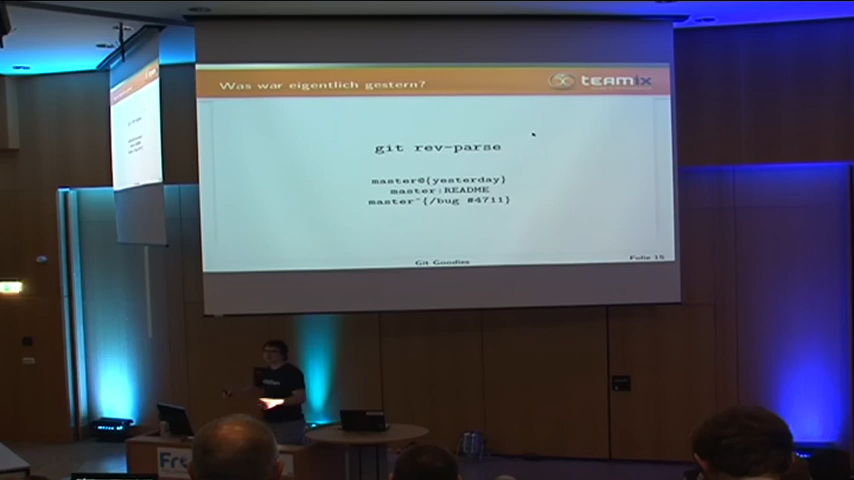 Was war eigentlich gestern?
teamix
git rev-parse
master@{yesterday}
master:README
master^{/bug #4711}
Git Goodies
Folie 15
Fre